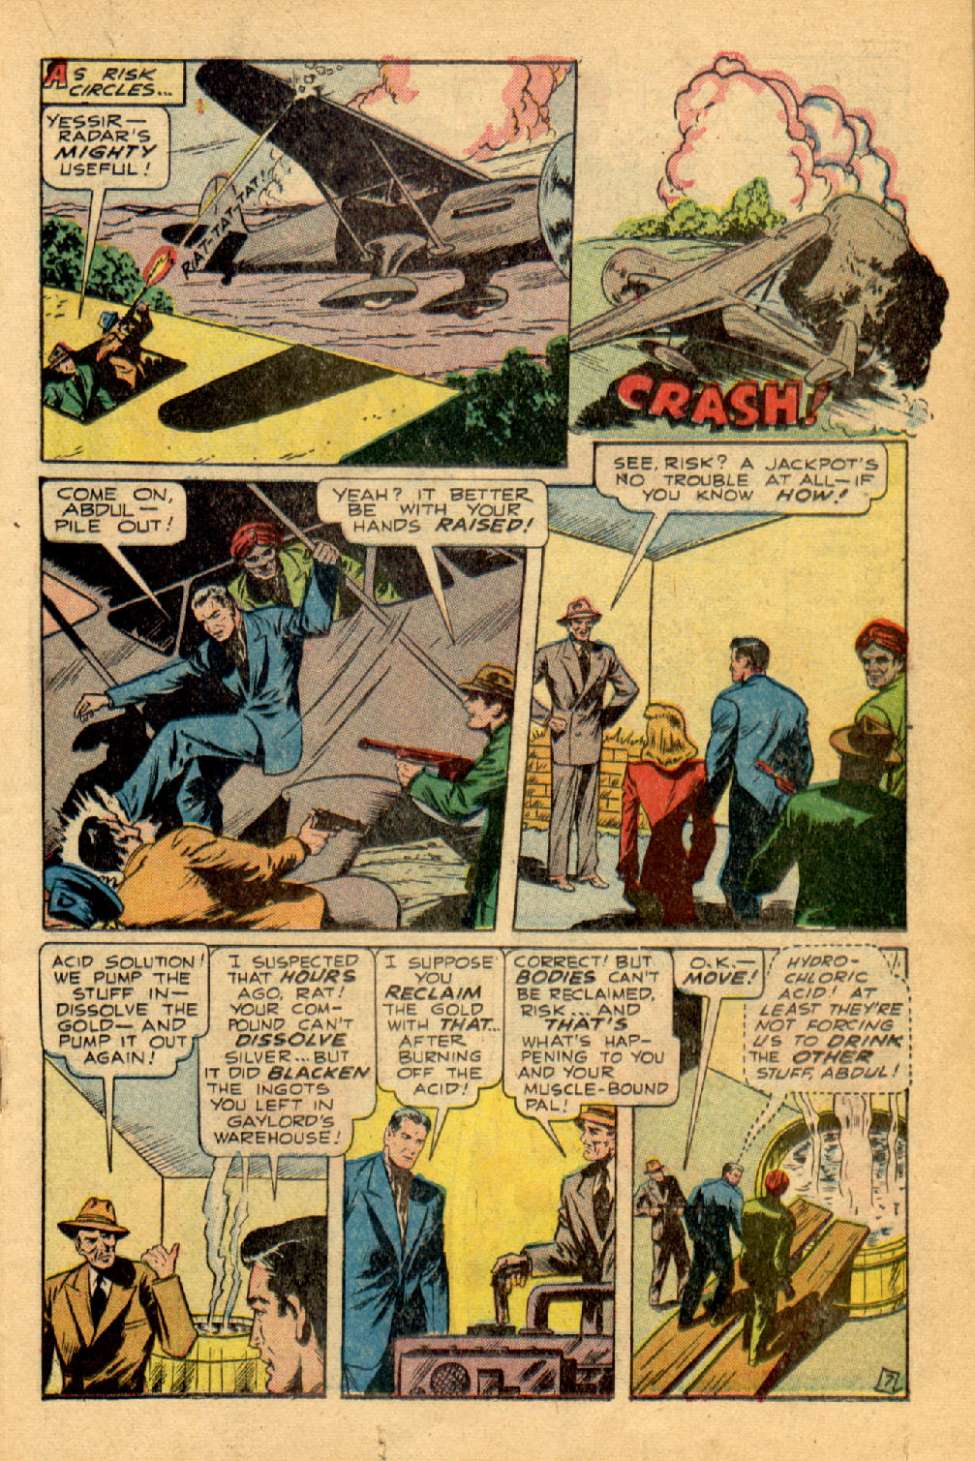 AS RISK
CIRCLES...
YESSIR—
RADAR'S
MIGHTY
USEFUL!
RIAT-TAT-TAT-TAT!
CRASH!
COME ON,
ABDUL—
PILE OUT!
YEAH? IT BETTER
BE WITH YOUR
HANDS RAISED!
SEE, RISK? A JACKPOT'S
NO TROUBLE AT ALL—IF
YOU KNOW HOW!
ACID SOLUTION!
WE PUMP THE
STUFF IN—
DISSOLVE THE
GOLD—AND
PUMP IT OUT
AGAIN!
I SUSPECTED
THAT HOURS
AGO, RAT!
YOUR COM-
POUND CAN'T
DISSOLVE
SILVER...BUT
IT DID BLACKEN
THE INGOTS
YOU LEFT IN
GAYLORD'S
WAREHOUSE!
I SUPPOSE
YOU
RECLAIM
THE GOLD
WITH THAT...
AFTER
BURNING
OFF THE
ACID!
CORRECT! BUT
BODIES CAN'T
BE RECLAIMED,
RISK...AND
THAT'S
WHAT'S HAP-
PENING TO YOU
AND YOUR
MUSCLE-BOUND
PAL!
O.K.—
MOVE!
HYDRO-
CHLORIC
ACID! AT
LEAST THEY'RE
NOT FORCING
US TO DRINK
THE OTHER
STUFF, ABDUL!
7